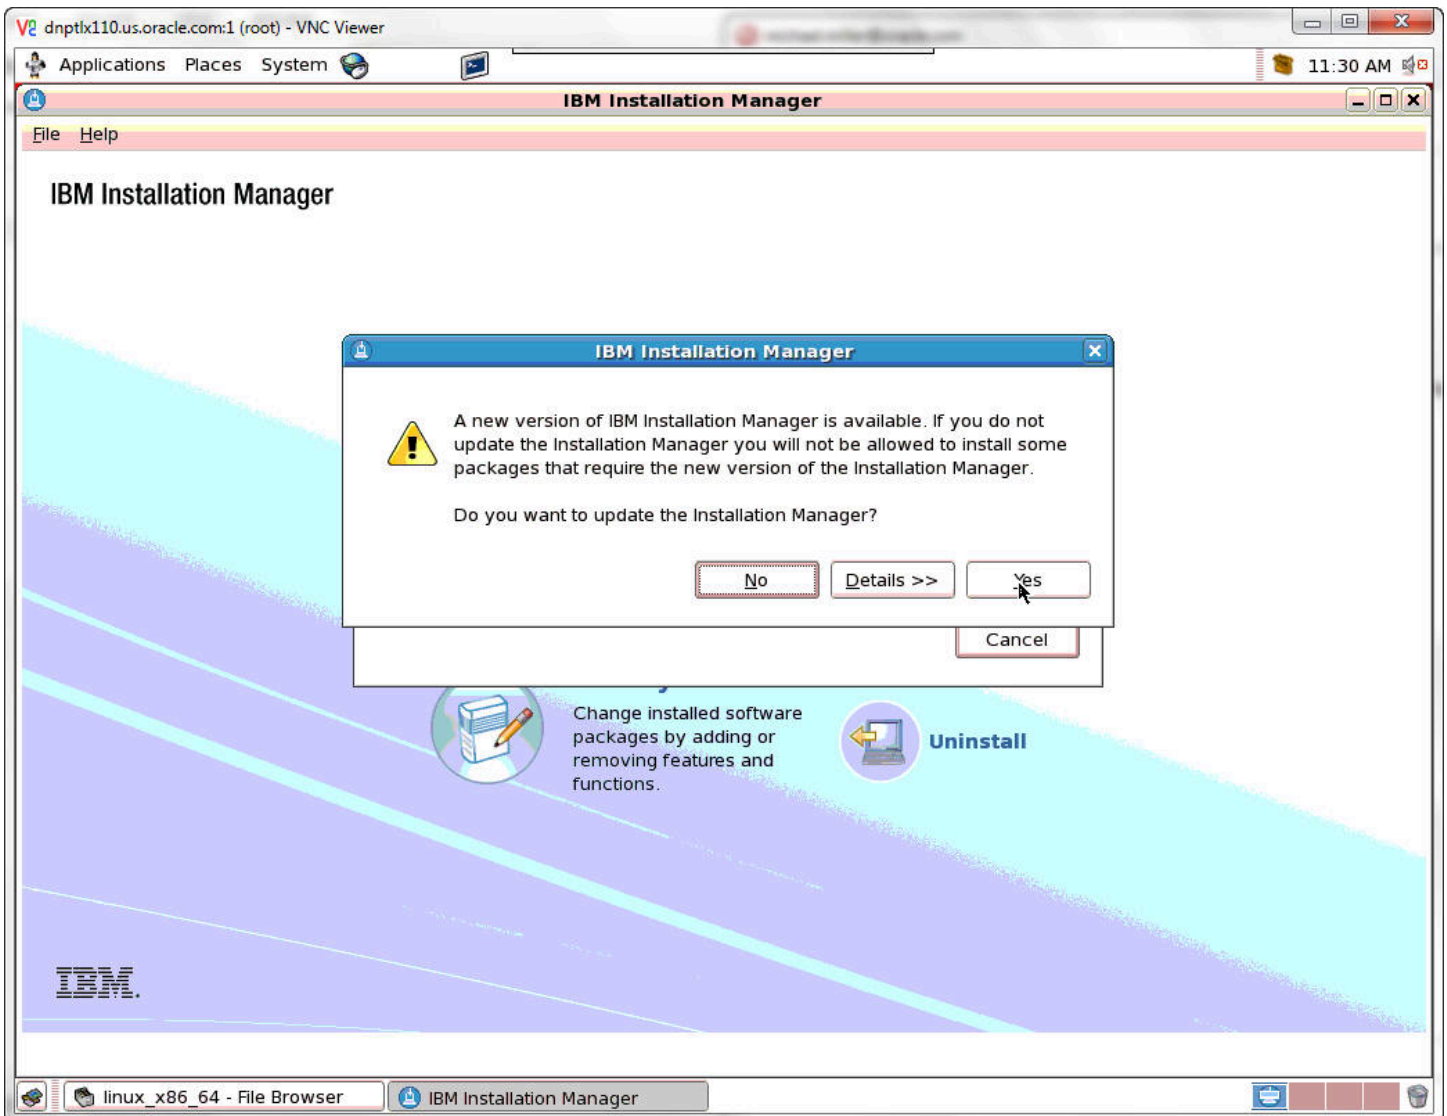 dnptlx110.us.oracle.com:1 (root) - VNC Viewer
Applications Places System
11:30 AM
IBM Installation Manager
File Help
IBM Installation Manager
IBM Installation Manager
A new version of IBM Installation Manager is available. If you do not
update the Installation Manager you will not be allowed to install some
packages that require the new version of the Installation Manager.
Do you want to update the Installation Manager?
No Details >> Yes
Cancel
Change installed software
packages by adding or
removing features and
functions.
Uninstall
IBM.
linux_x86_64 - File Browser
IBM Installation Manager